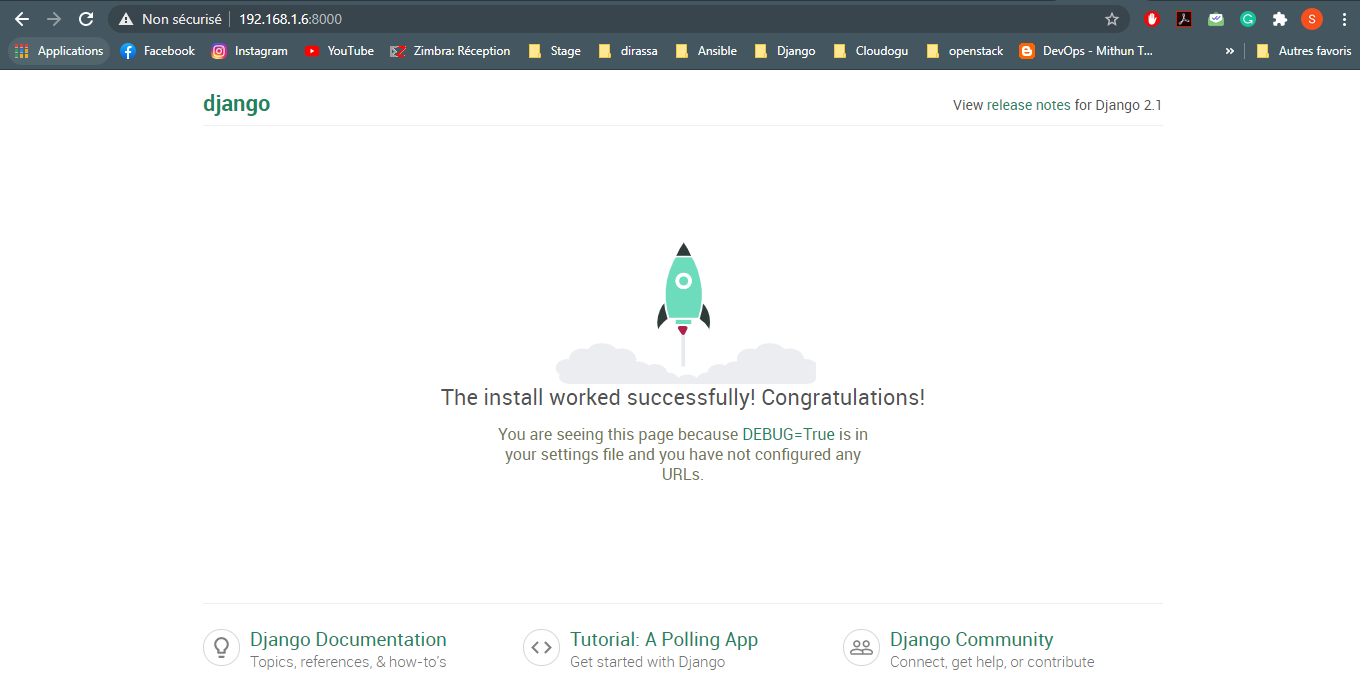 Non sécurisé 192.168.1.6:8000
Applications Facebook Instagram YouTube Zimbra: Réception Stage dirassa Ansible Django Cloudogu openstack DevOps - Mithun T... » Autres favoris
django
View release notes for Django 2.1
The install worked successfully! Congratulations!
You are seeing this page because DEBUG=True is in
your settings file and you have not configured any
URLs.
Django Documentation
Topics, references, & how-to's
Tutorial: A Polling App
Get started with Django
Django Community
Connect, get help, or contribute